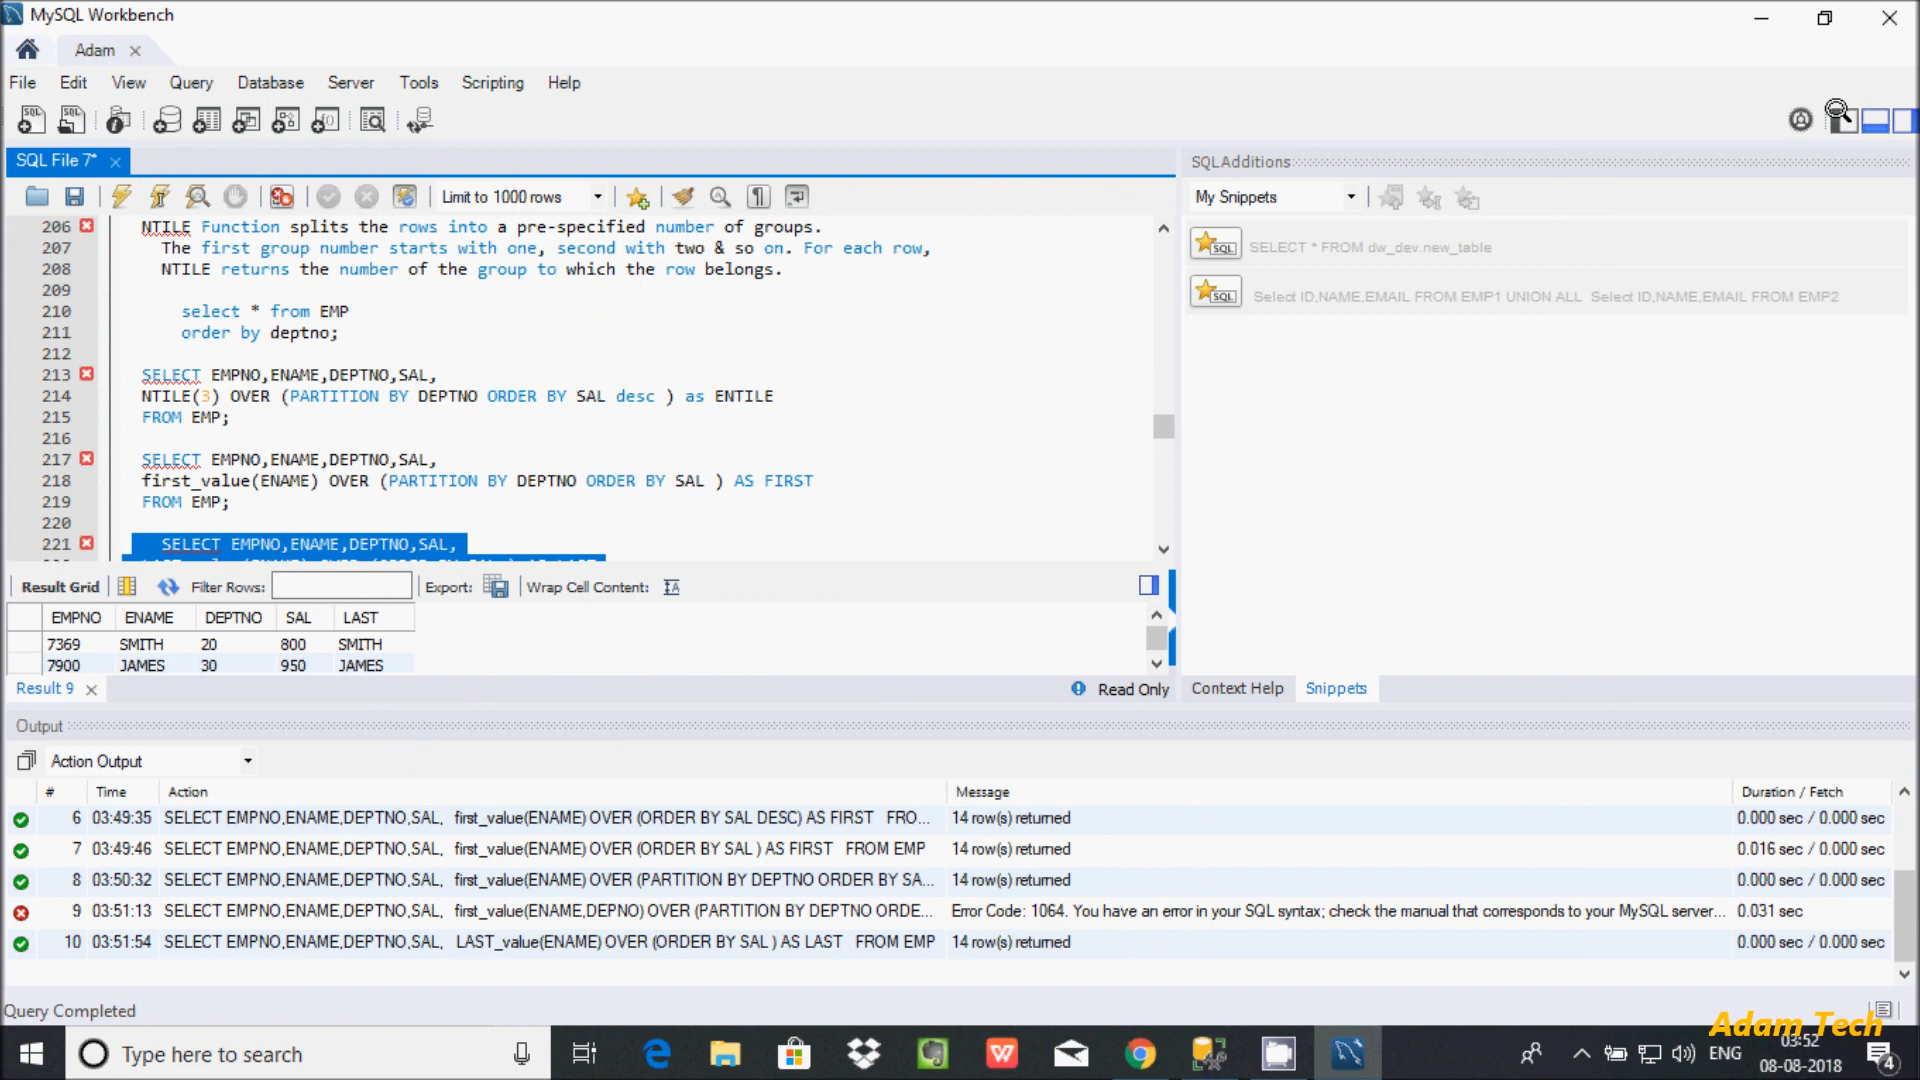 MySQL Workbench
Adam
File Edit View Query Database Server Tools Scripting Help
SQL File 7*
SQLAdditions
Limit to 1000 rows
My Snippets
206 NTILE Function splits the rows into a pre-specified number of groups.
207 The first group number starts with one, second with two & so on. For each row,
208 NTILE returns the number of the group to which the row belongs.
209
210 select * from EMP
211 order by deptno;
212
213 SELECT EMPNO,ENAME,DEPTNO,SAL,
214 NTILE(3) OVER (PARTITION BY DEPTNO ORDER BY SAL desc ) as ENTILE
215 FROM EMP;
216
217 SELECT EMPNO,ENAME,DEPTNO,SAL,
218 first_value(ENAME) OVER (PARTITION BY DEPTNO ORDER BY SAL ) AS FIRST
219 FROM EMP;
220
221 SELECT EMPNO,ENAME,DEPTNO,SAL,
SELECT * FROM dw_dev.new_table
Select ID,NAME,EMAIL FROM EMP1 UNION ALL Select ID,NAME,EMAIL FROM EMP2
Result Grid Filter Rows: Export: Wrap Cell Content:
EMPNO ENAME DEPTNO SAL LAST
7369 SMITH 20 800 SMITH
7900 JAMES 30 950 JAMES
Result 9
Read Only
Context Help Snippets
Output
Action Output
# Time Action Message Duration / Fetch
6 03:49:35 SELECT EMPNO,ENAME,DEPTNO,SAL, first_value(ENAME) OVER (ORDER BY SAL DESC) AS FIRST FRO... 14 row(s) returned 0.000 sec / 0.000 sec
7 03:49:46 SELECT EMPNO,ENAME,DEPTNO,SAL, first_value(ENAME) OVER (ORDER BY SAL ) AS FIRST FROM EMP 14 row(s) returned 0.016 sec / 0.000 sec
8 03:50:32 SELECT EMPNO,ENAME,DEPTNO,SAL, first_value(ENAME) OVER (PARTITION BY DEPTNO ORDER BY SA... 14 row(s) returned 0.000 sec / 0.000 sec
9 03:51:13 SELECT EMPNO,ENAME,DEPTNO,SAL, first_value(ENAME,DEPNO) OVER (PARTITION BY DEPTNO ORDE... Error Code: 1064. You have an error in your SQL syntax; check the manual that corresponds to your MySQL server... 0.031 sec
10 03:51:54 SELECT EMPNO,ENAME,DEPTNO,SAL, LAST_value(ENAME) OVER (ORDER BY SAL ) AS LAST FROM EMP 14 row(s) returned 0.000 sec / 0.000 sec
Query Completed
Adam Tech
Type here to search
ENG
03:52
08-08-2018
4